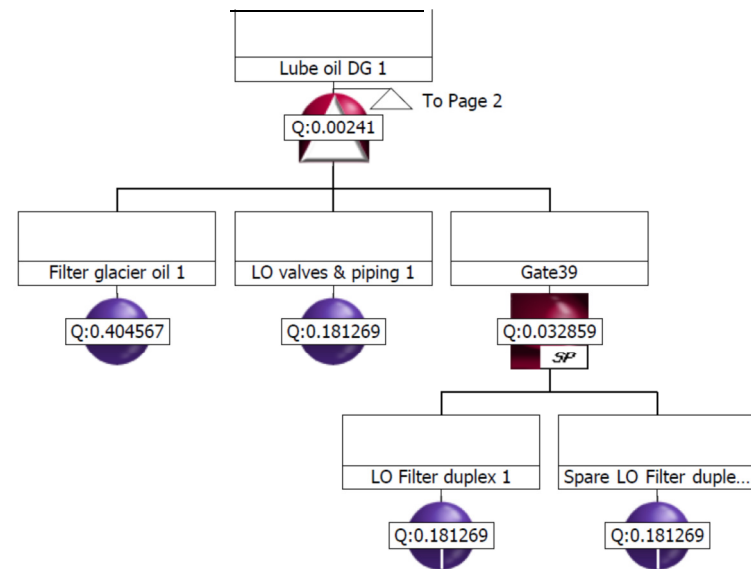 Lube oil DG 1
To Page 2
Q:0.00241
Filter glacier oil 1
LO valves & piping 1
Gate39
Q:0.404567
Q:0.181269
Q:0.032859
SP
LO Filter duplex 1
Spare LO Filter duple...
Q:0.181269
Q:0.181269